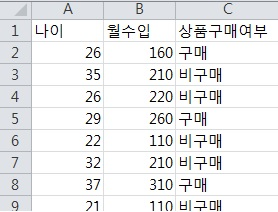 A B C
1 나이 월수입 상품구매여부
2 26 160 구매
3 35 210 비구매
4 26 220 비구매
5 29 260 구매
6 22 110 비구매
7 32 210 비구매
8 37 310 구매
9 21 110 비구매